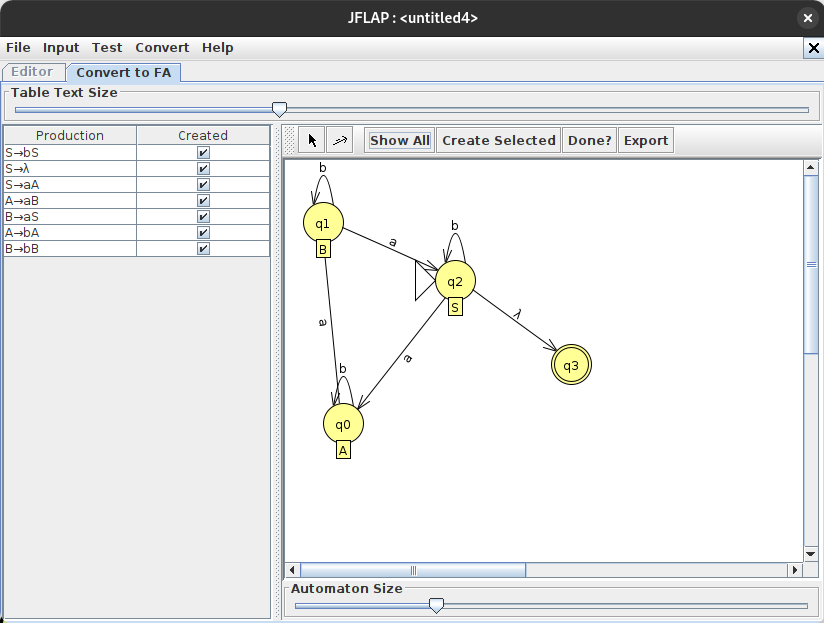 JFLAP : <untitled4>
File Input Test Convert Help
Editor Convert to FA
Table Text Size
Production Created
S→bS
S→λ
S→aA
A→aB
B→aS
A→bA
B→bB
Show All Create Selected Done? Export
b
q1
B
a
b
q2
S
λ
a
a
q3
b
q0
A
Automaton Size